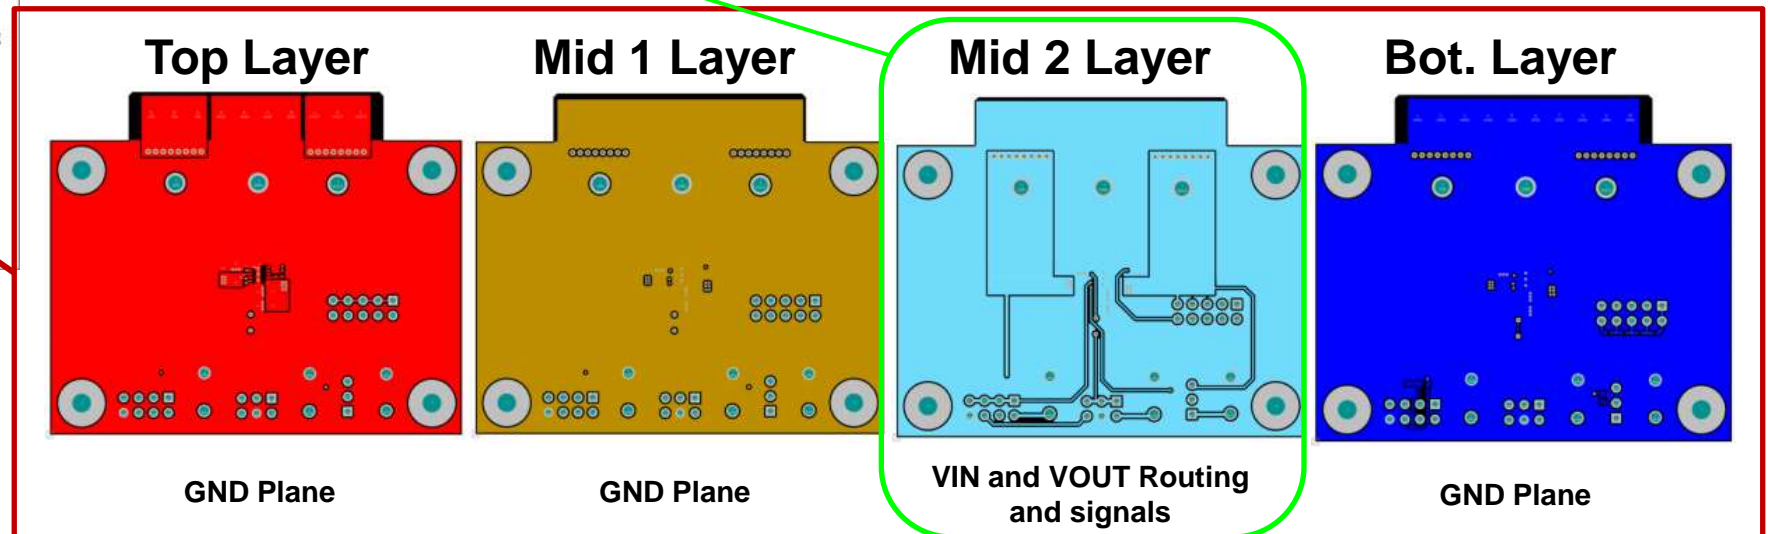 Top Layer
Mid 1 Layer
Mid 2 Layer
Bot. Layer
GND Plane
GND Plane
VIN and VOUT Routing
and signals
GND Plane